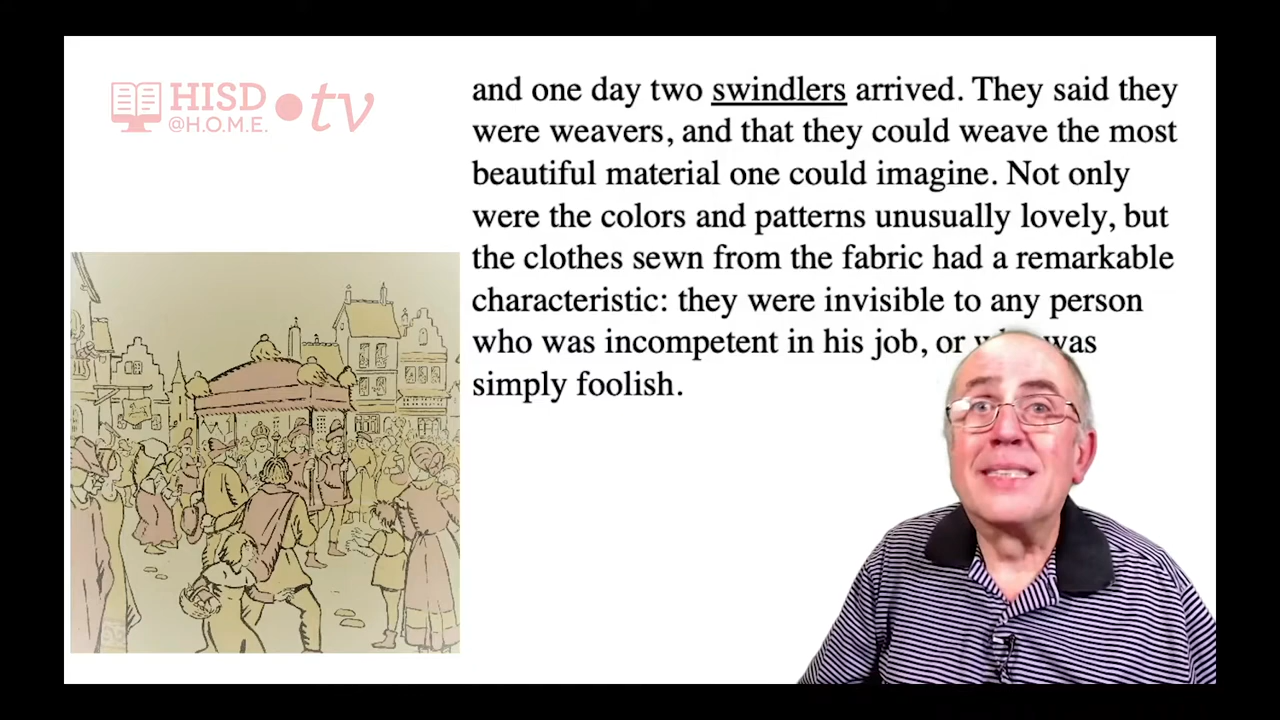 HISD
@H.O.M.E.
tv
and one day two swindlers arrived. They said they
were weavers, and that they could weave the most
beautiful material one could imagine. Not only
were the colors and patterns unusually lovely, but
the clothes sewn from the fabric had a remarkable
characteristic: they were invisible to any person
who was incompetent in his job, or was
simply foolish.